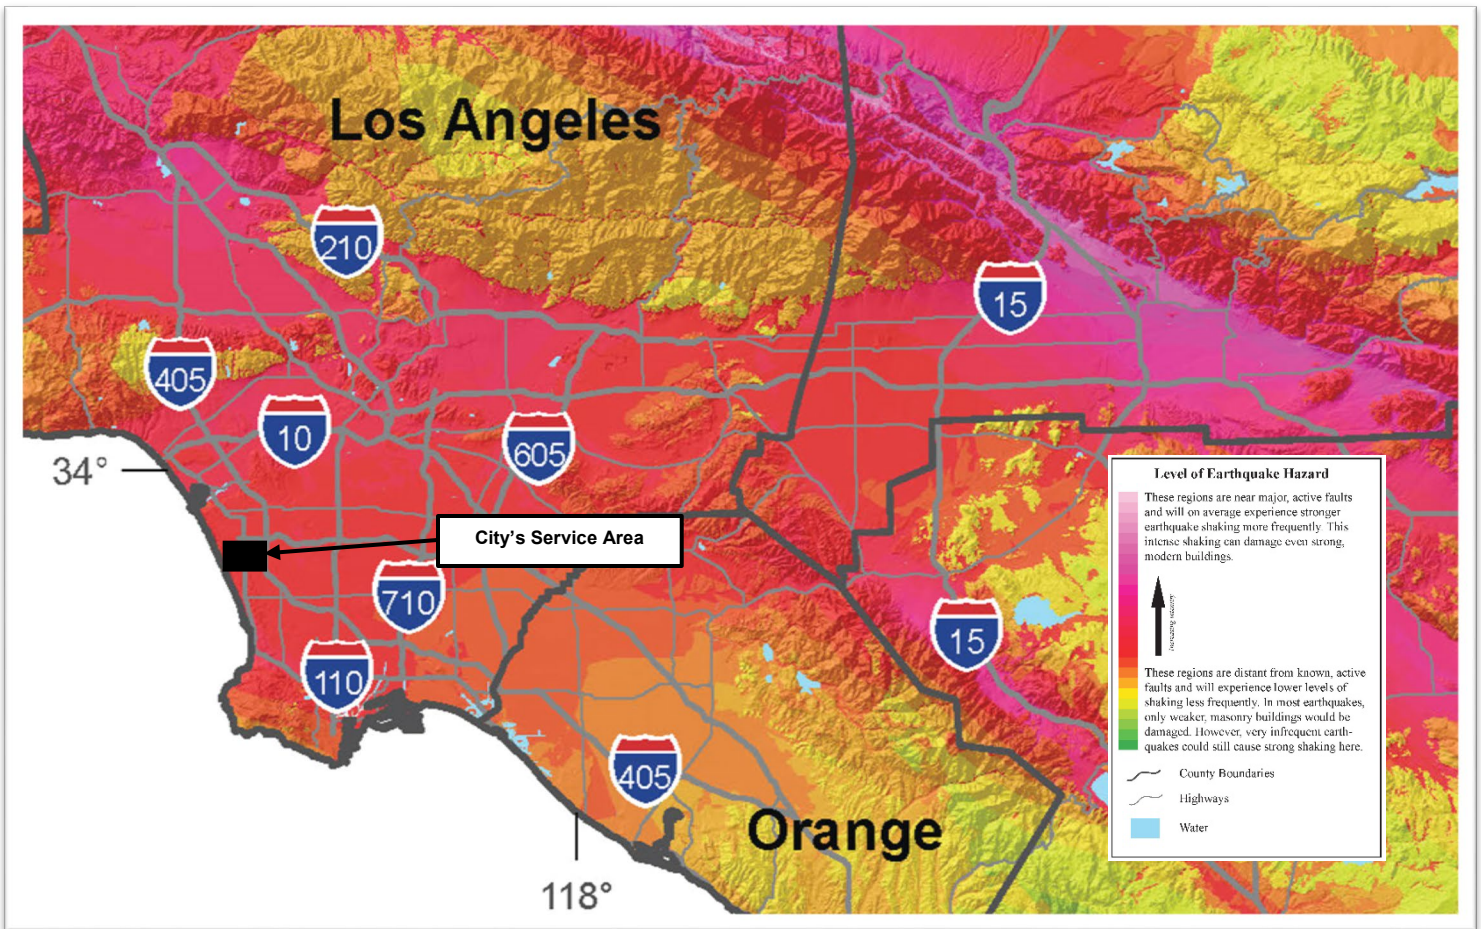 Los Angeles
210
15
405
10
34°
605
City's Service Area
710
15
110
405
Orange
118°
Level of Earthquake Hazard
These regions are near major, active faults
and will on average experience stronger
earthquake shaking more frequently. This
intense shaking can damage even strong,
modern buildings.
Increasing intensity
These regions are distant from known, active
faults and will experience lower levels of
shaking less frequently. In most earthquakes,
only weaker, masonry buildings would be
damaged. However, very infrequent earth-
quakes could still cause strong shaking here.
County Boundaries
Highways
Water